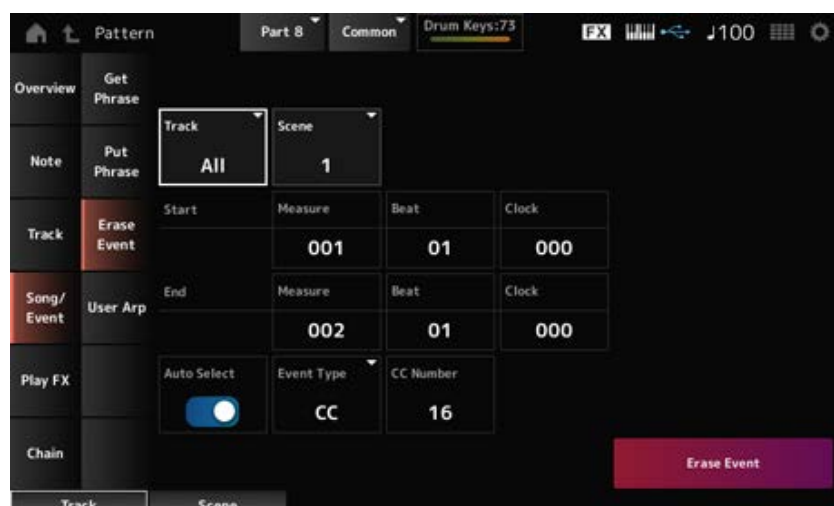 Pattern
Part 8
Common
Drum Keys:73
FX
♩100
Overview
Get
Phrase
Track
Scene
Note
Put
Phrase
All
1
Track
Erase
Event
Start
Measure
Beat
Clock
001
01
000
Song/
Event
User Arp
End
Measure
Beat
Clock
002
01
000
Play FX
Auto Select
Event Type
CC Number
CC
16
Chain
Erase Event
Track
Scene